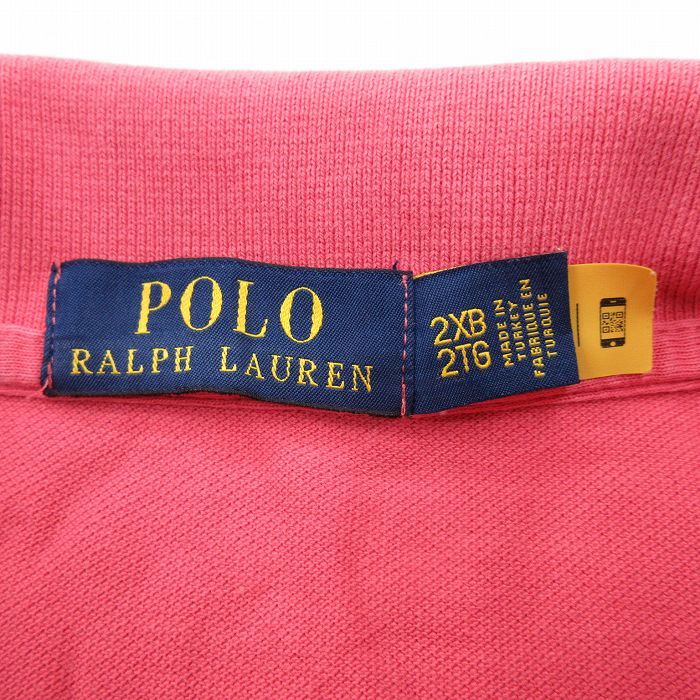 POLO
RALPH LAUREN
2XB
2TG
MADE IN
TURKEY
FABRIQUE EN
TURQUIE